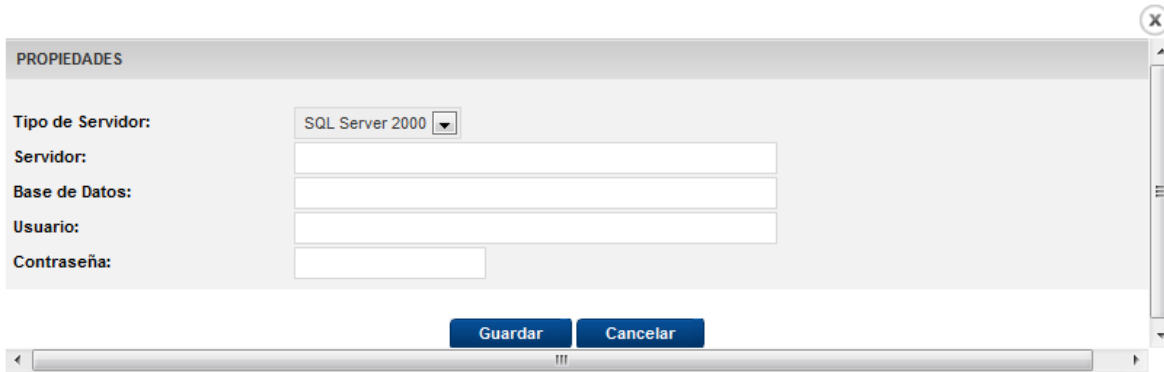 x
PROPIEDADES
Tipo de Servidor: SQL Server 2000
Servidor:
Base de Datos:
Usuario:
Contraseña:
Guardar Cancelar